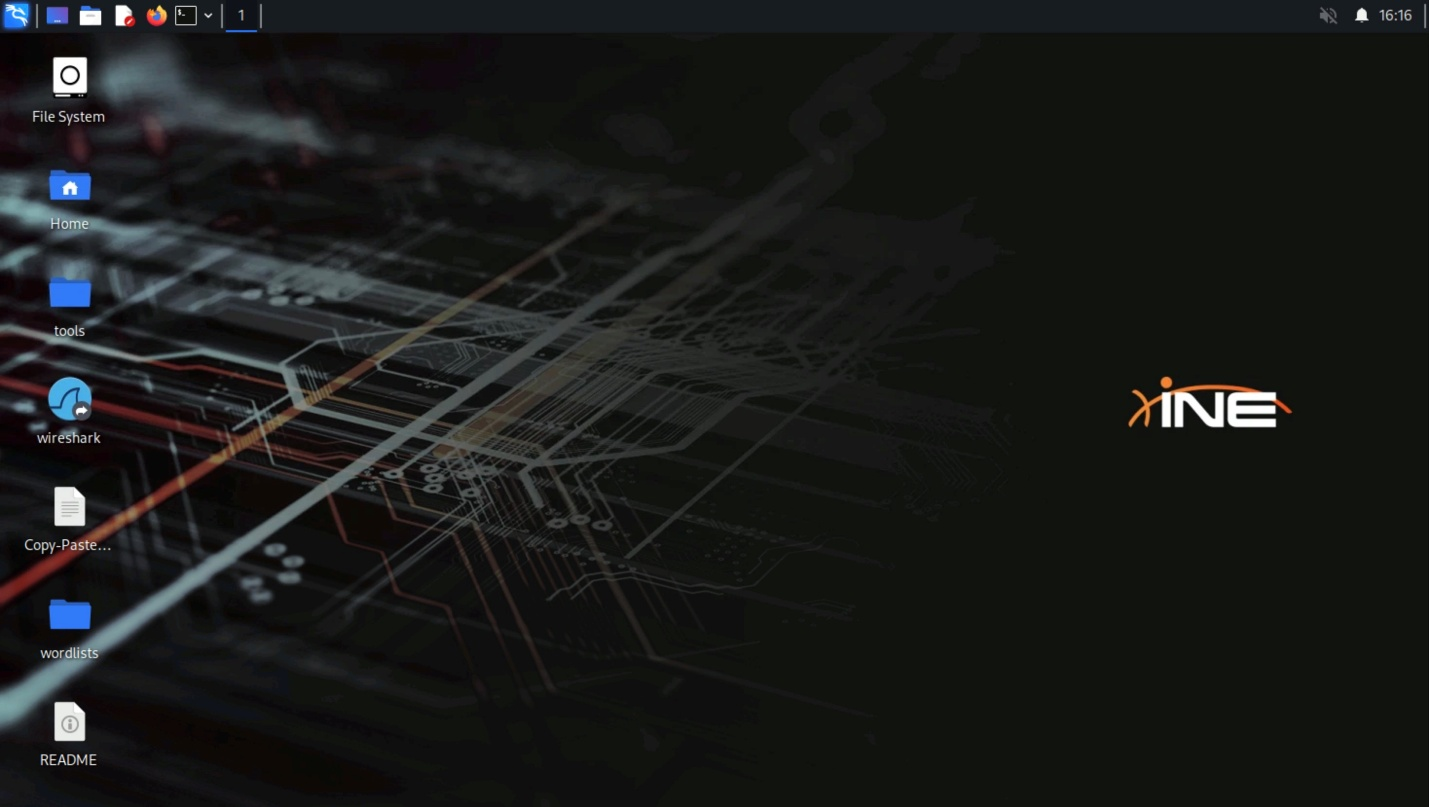 1
16:16
File System
Home
tools
wireshark
Copy-Paste...
wordlists
README
INE